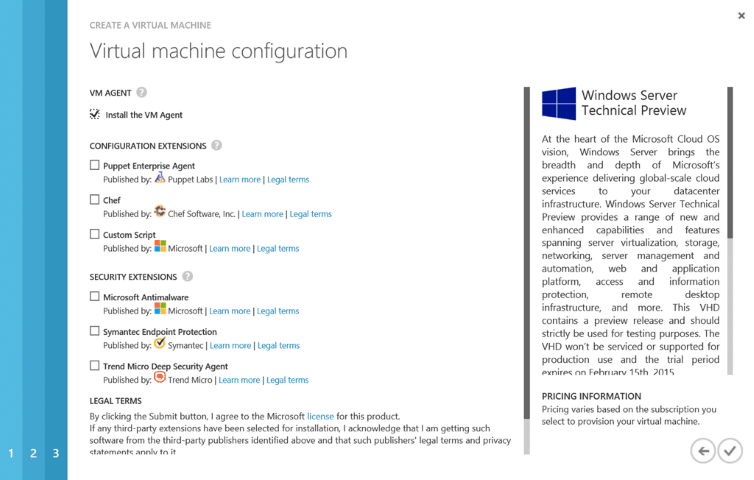 CREATE A VIRTUAL MACHINE
Virtual machine configuration
VM AGENT ?
Install the VM Agent
CONFIGURATION EXTENSIONS ?
Puppet Enterprise Agent
Published by: Puppet Labs | Learn more | Legal terms
Chef
Published by: Chef Software, Inc. | Learn more | Legal terms
Custom Script
Published by: Microsoft | Learn more | Legal terms
SECURITY EXTENSIONS ?
Microsoft Antimalware
Published by: Microsoft | Learn more | Legal terms
Symantec Endpoint Protection
Published by: Symantec | Learn more | Legal terms
Trend Micro Deep Security Agent
Published by: Trend Micro | Learn more | Legal terms
LEGAL TERMS
By clicking the Submit button, I agree to the Microsoft license for this product.
If any third-party extensions have been selected for installation, I acknowledge that I am getting such
software from the third-party publishers identified above and that such publishers' legal terms and privacy
statements apply to it.
Windows Server
Technical Preview
At the heart of the Microsoft Cloud OS
vision, Windows Server brings the
breadth and depth of Microsoft's
experience delivering global-scale cloud
services to your datacenter
infrastructure. Windows Server Technical
Preview provides a range of new and
enhanced capabilities and features
spanning server virtualization, storage,
networking, server management and
automation, web and application
platform, access and information
protection, remote desktop
infrastructure, and more. This VHD
contains a preview release and should
strictly be used for testing purposes. The
VHD won't be serviced or supported for
production use and the trial period
expires on February 15th, 2015.
PRICING INFORMATION
Pricing varies based on the subscription you
select to provision your virtual machine.
1 2 3